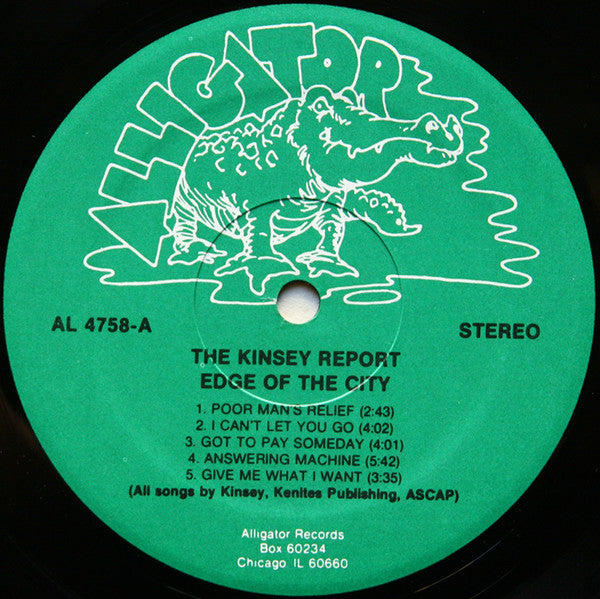 ALLIGATOR
AL 4758-A
STEREO
THE KINSEY REPORT
EDGE OF THE CITY
1. POOR MAN'S RELIEF (2:43)
2. I CAN'T LET YOU GO (4:02)
3. GOT TO PAY SOMEDAY (4:01)
4. ANSWERING MACHINE (5:42)
5. GIVE ME WHAT I WANT (3:35)
(All songs by Kinsey, Kenites Publishing, ASCAP)
Alligator Records
Box 60234
Chicago IL 60660